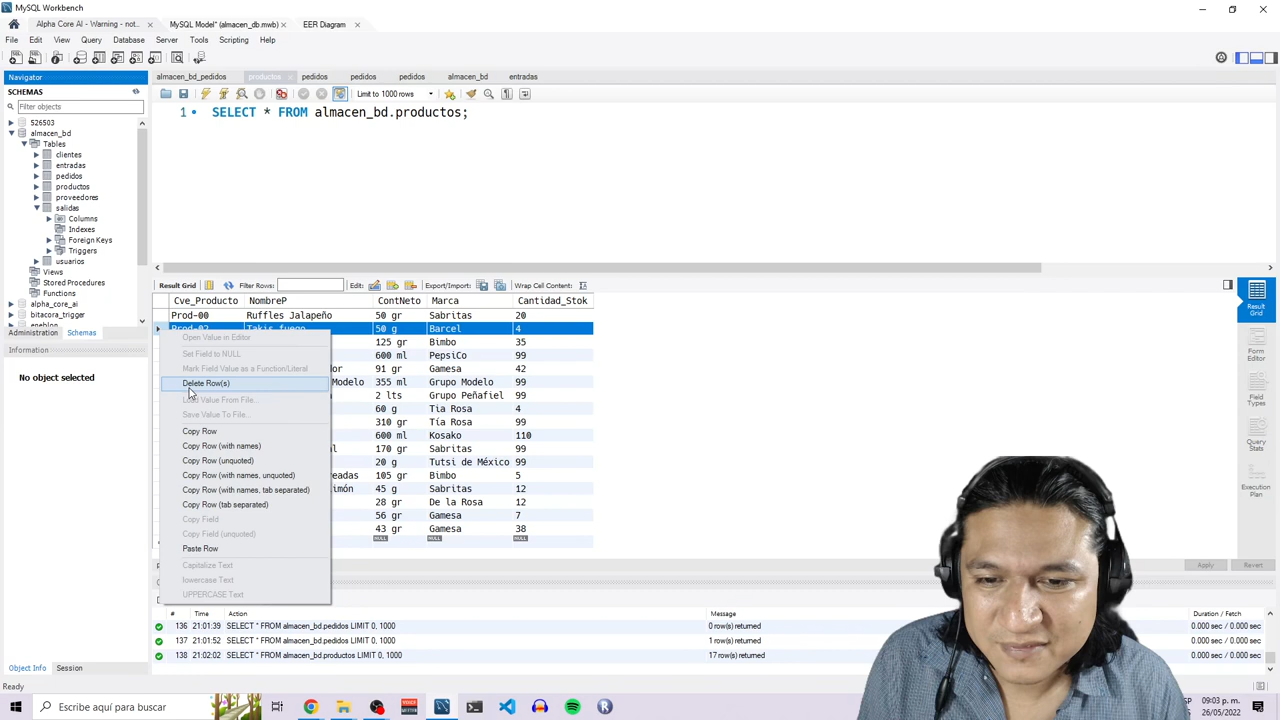 MySQL Workbench
Alpha Core AI - Warning - not...
MySQL Model* (almacen_db.mwb)
EER Diagram
File Edit View Query Database Server Tools Scripting Help
Navigator
SCHEMAS
Filter objects
526503
almacen_bd
Tables
clientes
entradas
pedidos
productos
proveedores
salidas
Columns
Indexes
Foreign Keys
Triggers
usuarios
Views
Stored Procedures
Functions
alpha_core_ai
bitacora_trigger
Administration Schemas
Information
No object selected
Object Info Session
Ready
almacen_bd_pedidos productos pedidos pedidos pedidos almacen_bd entradas
Limit to 1000 rows
1 SELECT * FROM almacen_bd.productos;
Result Grid Filter Rows: Edit: Export/Import: Wrap Cell Content:
Cve_Producto NombreP ContNeto Marca Cantidad_Stok
Prod-00 Ruffles Jalapeño 50 g Sabritas 20
Prod-02 Takis fuego 50 g Barcel 4
125 gr Bimbo 35
600 ml PepsiCo 99
or 91 gr Gamesa 42
Modelo 355 ml Grupo Modelo 99
2 lts Grupo Peñafiel 99
60 g Tia Rosa 4
310 gr Tía Rosa 99
600 ml Kosako 110
170 gr Sabritas 99
20 g Tutsi de México 99
eadas 105 gr Bimbo 5
imón 45 g Sabritas 12
28 gr De la Rosa 12
56 gr Gamesa 7
43 gr Gamesa 38
NULL NULL NULL
Open Value in Editor
Set Field to NULL
Mark Field Value as a Function/Literal
Delete Row(s)
Load Value From File...
Save Value To File...
Copy Row
Copy Row (with names)
Copy Row (unquoted)
Copy Row (with names, unquoted)
Copy Row (with names, tab separated)
Copy Row (tab separated)
Copy Field
Copy Field (unquoted)
Paste Row
Capitalize Text
lowercase Text
UPPERCASE Text
Result Grid
Form Editor
Field Types
Query Stats
Execution Plan
Apply Revert
# Time Action Message Duration / Fetch
136 21:01:39 SELECT * FROM almacen_bd.pedidos LIMIT 0, 1000 0 row(s) returned 0.000 sec / 0.000 sec
137 21:01:52 SELECT * FROM almacen_bd.pedidos LIMIT 0, 1000 1 row(s) returned 0.000 sec / 0.000 sec
138 21:02:02 SELECT * FROM almacen_bd.productos LIMIT 0, 1000 17 row(s) returned 0.000 sec / 0.000 sec
Escribe aquí para buscar
09:03 p. m.
26/05/2022